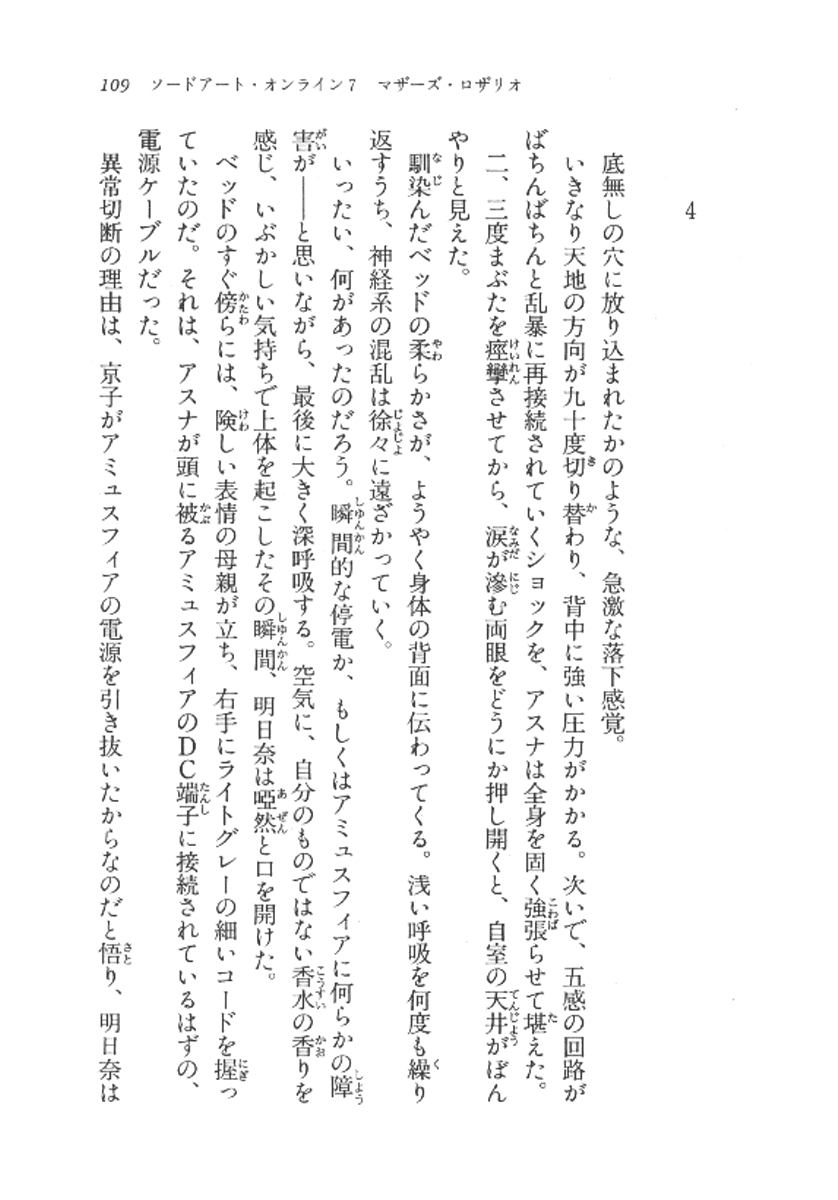 109 ソードアート・オンライン7 マザーズ・ロザリオ
4
底無しの穴に放り込まれたかのような、急激な落下感覚。
いきなり天地の方向が九十度切り替わり、背中に強い圧力がかかる。次いで、五感の回路が
ばちんばちんと乱暴に再接続されていくショックを、アスナは全身を固く強張らせて堪えた。
二、三度まぶたを痙攣させてから、涙が滲む両眼をどうにか押し開くと、自室の天井がぼん
やりと見えた。
馴染んだベッドの柔らかさが、ようやく身体の背面に伝わってくる。浅い呼吸を何度も繰り
返すうち、神経系の混乱は徐々に遠ざかっていく。
いったい、何があったのだろう。瞬間的な停電か、もしくはアミュスフィアに何らかの障
害が――と思いながら、最後に大きく深呼吸する。空気に、自分のものではない香水の香りを
感じ、いぶかしい気持ちで上体を起こしたその瞬間、明日奈は啞然と口を開けた。
ベッドのすぐ傍らには、険しい表情の母親が立ち、右手にライトグレーの細いコードを握っ
ていたのだ。それは、アスナが頭に被るアミュスフィアのDC端子に接続されているはずの、
電源ケーブルだった。
異常切断の理由は、京子がアミュスフィアの電源を引き抜いたからなのだと悟り、明日奈は